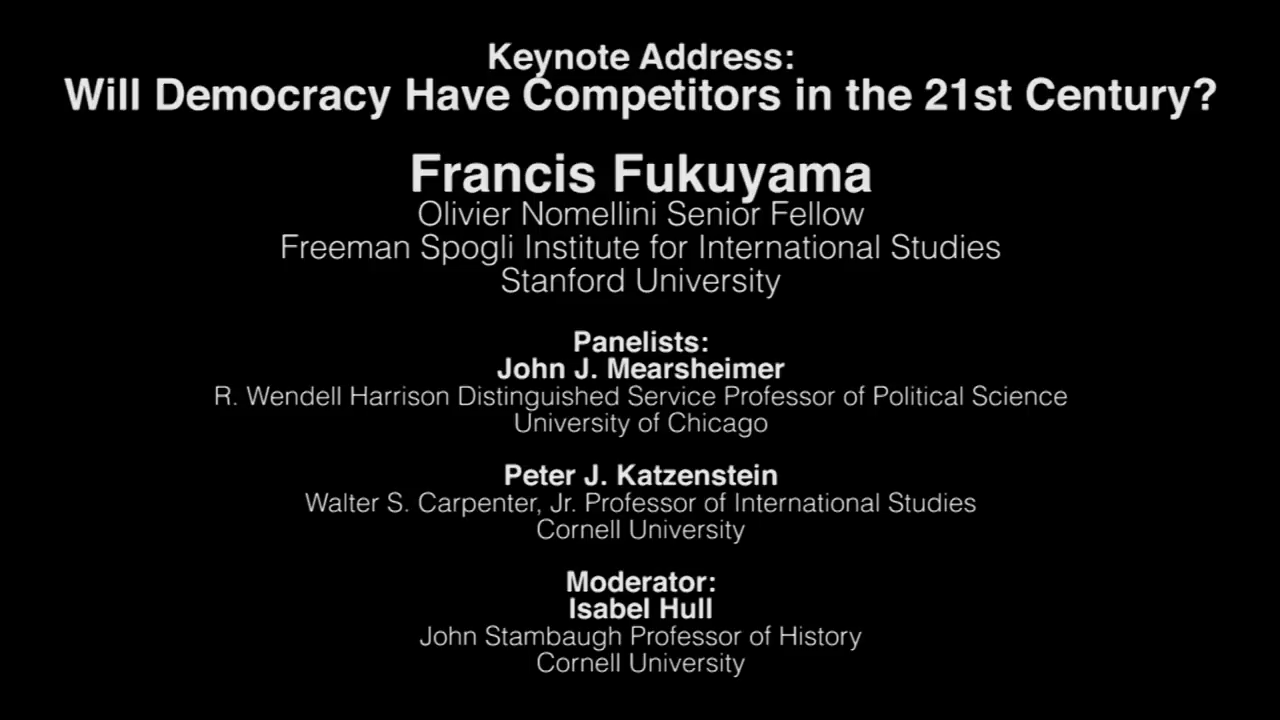 Keynote Address:
Will Democracy Have Competitors in the 21st Century?
Francis Fukuyama
Olivier Nomellini Senior Fellow
Freeman Spogli Institute for International Studies
Stanford University
Panelists:
John J. Mearsheimer
R. Wendell Harrison Distinguished Service Professor of Political Science
University of Chicago
Peter J. Katzenstein
Walter S. Carpenter, Jr. Professor of International Studies
Cornell University
Moderator:
Isabel Hull
John Stambaugh Professor of History
Cornell University